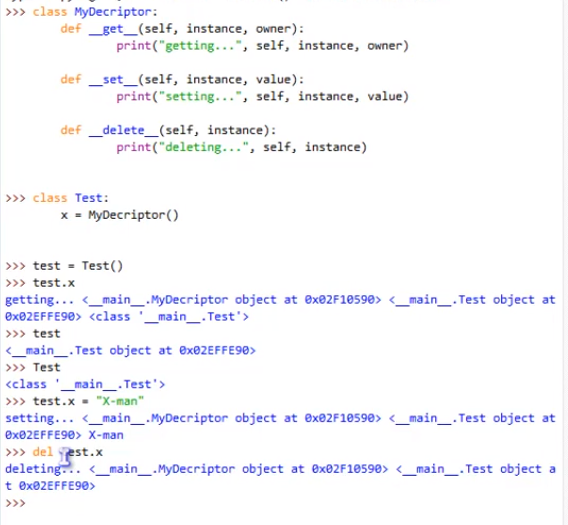 >>> class MyDecriptor:
        def __get__(self, instance, owner):
                print("getting...", self, instance, owner)
        def __set__(self, instance, value):
                print("setting...", self, instance, value)
        def __delete__(self, instance):
                print("deleting...", self, instance)
>>> class Test:
        x = MyDecriptor()
>>> test = Test()
>>> test.x
getting... <__main__.MyDecriptor object at 0x02F10590> <__main__.Test object at
0x02EFFE90> <class '__main__.Test'>
>>> test
<__main__.Test object at 0x02EFFE90>
>>> Test
<class '__main__.Test'>
>>> test.x = "X-man"
setting... <__main__.MyDecriptor object at 0x02F10590> <__main__.Test object at
0x02EFFE90> X-man
>>> del test.x
deleting... <__main__.MyDecriptor object at 0x02F10590> <__main__.Test object a
t 0x02EFFE90>
>>>